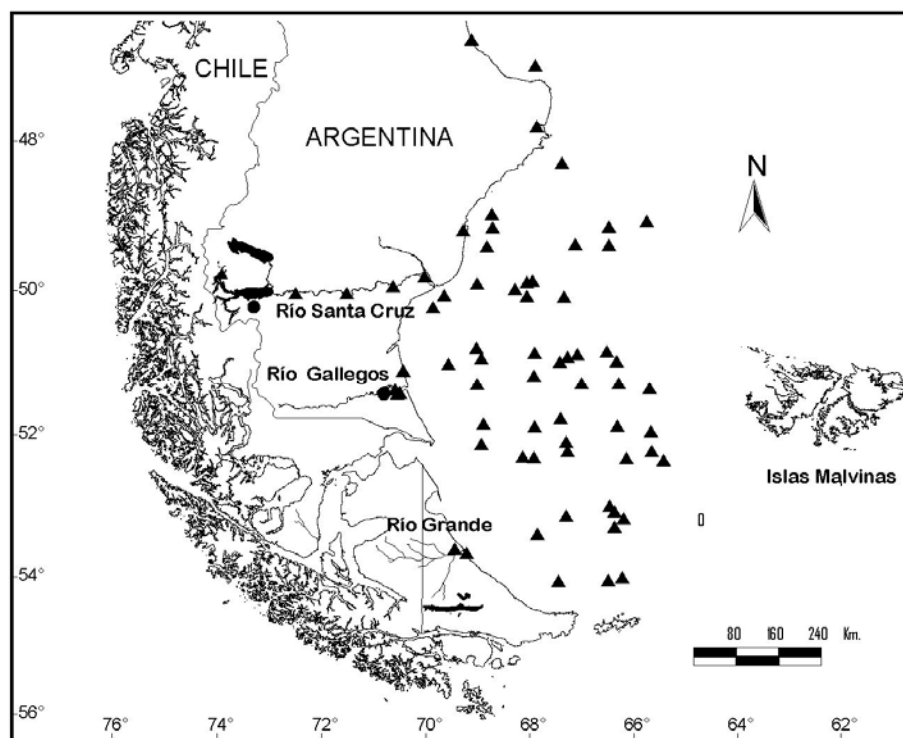 CHILE
ARGENTINA
48°
N
50°
Río Santa Cruz
Río Gallegos
52°
Islas Malvinas
Río Grande
54°
80 160 240 Km.
56°
76° 74° 72° 70° 68° 66° 64° 62°